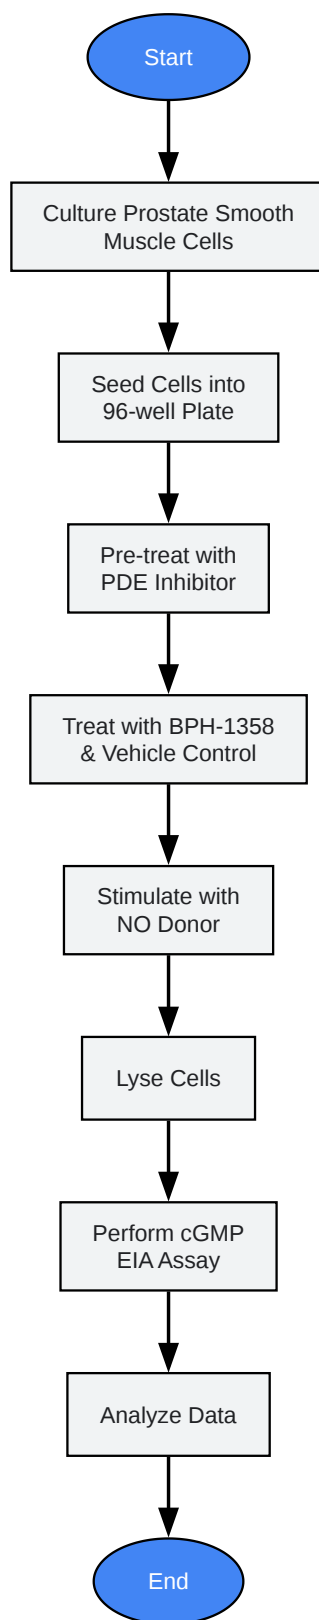 Start
Culture Prostate Smooth
Muscle Cells
Seed Cells into
96-well Plate
Pre-treat with
PDE Inhibitor
Treat with BPH-1358
& Vehicle Control
Stimulate with
NO Donor
Lyse Cells
Perform cGMP
EIA Assay
Analyze Data
End